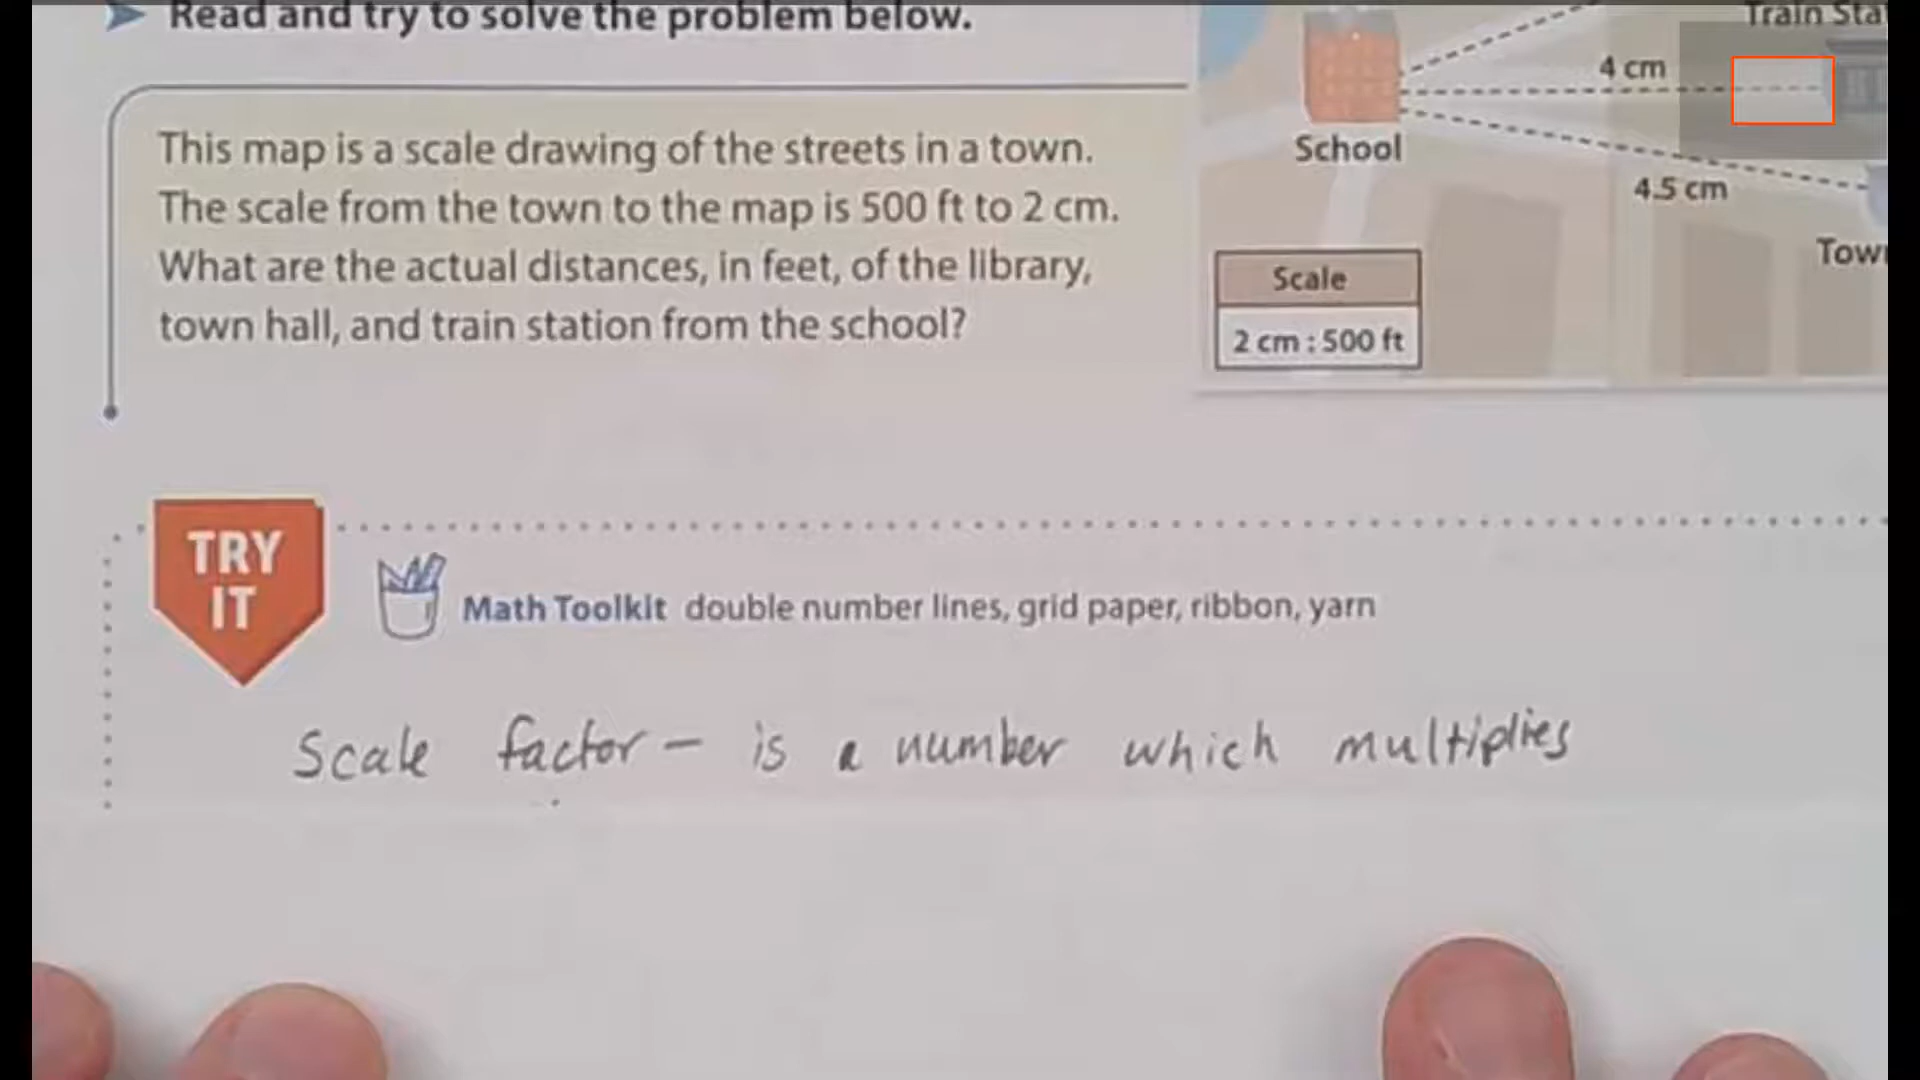 Read and try to solve the problem below.
This map is a scale drawing of the streets in a town.
The scale from the town to the map is 500 ft to 2 cm.
What are the actual distances, in feet, of the library,
town hall, and train station from the school?
Train Sta
4 cm
School
4.5 cm
Town
Scale
2 cm : 500 ft
TRY
IT
Math Toolkit double number lines, grid paper, ribbon, yarn
Scale factor – is a number which multiplies